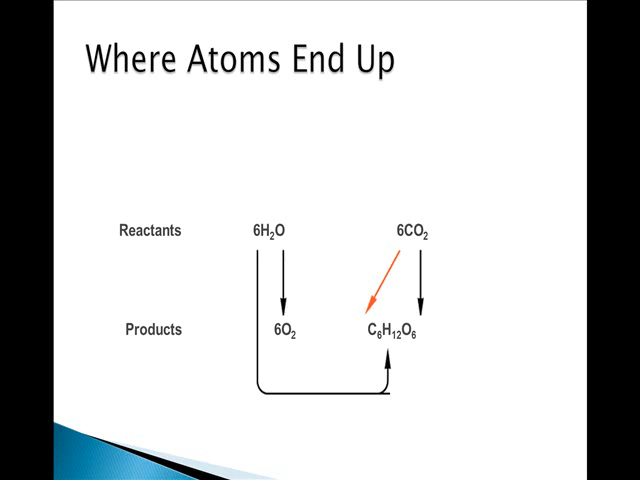 Where Atoms End Up
Reactants 6H₂O 6CO₂
Products 6O₂ C₆H₁₂O₆